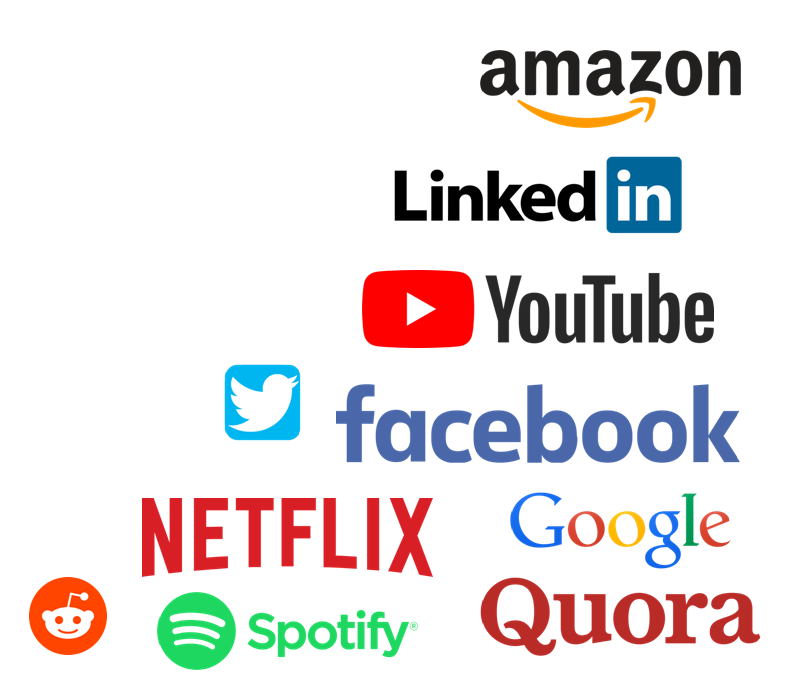 amazon
Linked in
YouTube
facebook
NETFLIX
Google
Spotify®
Quora